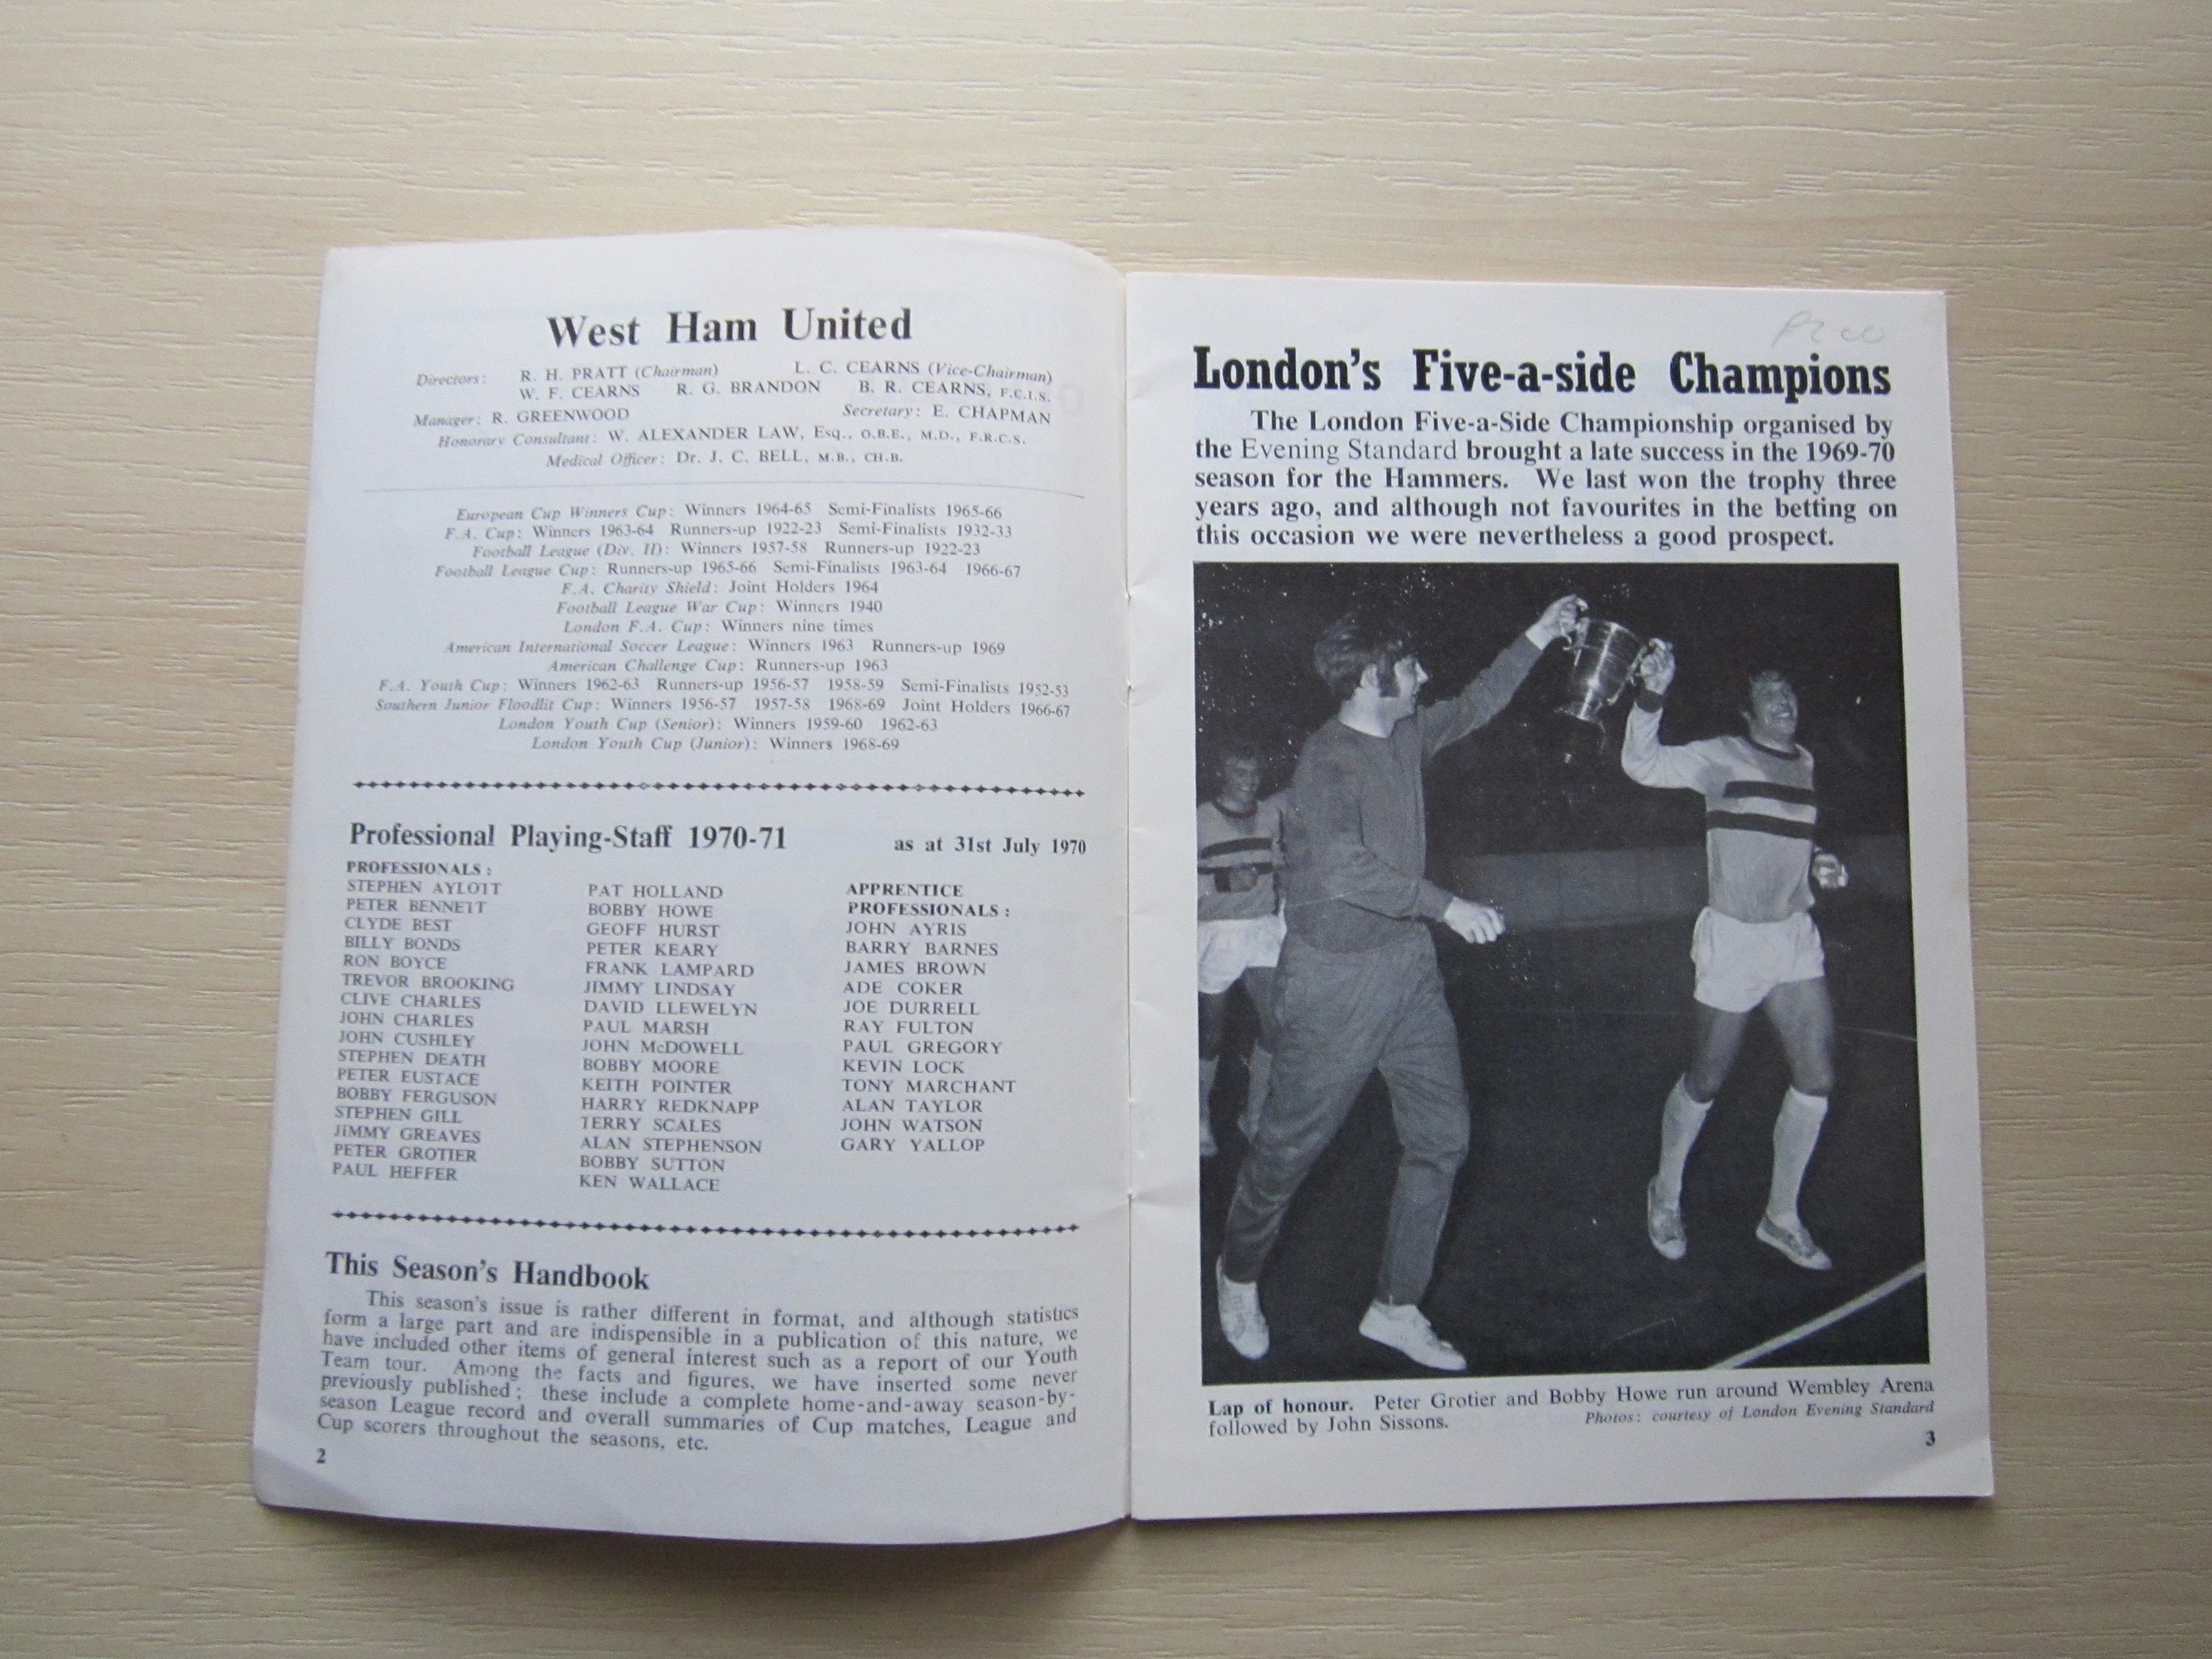 West Ham United
Directors: R. H. PRATT (Chairman) L. C. CEARNS (Vice-Chairman)
W. F. CEARNS R. G. BRANDON B. R. CEARNS, F.C.I.S.
Manager: R. GREENWOOD Secretary: E. CHAPMAN
Honorary Consultant: W. ALEXANDER LAW, Esq., O.B.E., M.D., F.R.C.S.
Medical Officer: Dr. J. C. BELL, M.B., CH.B.
European Cup Winners Cup: Winners 1964-65 Semi-Finalists 1965-66
F.A. Cup: Winners 1963-64 Runners-up 1922-23 Semi-Finalists 1932-33
Football League (Div. II): Winners 1957-58 Runners-up 1922-23
Football League Cup: Runners-up 1965-66 Semi-Finalists 1963-64 1966-67
F.A. Charity Shield: Joint Holders 1964
Football League War Cup: Winners 1940
London F.A. Cup: Winners nine times
American International Soccer League: Winners 1963 Runners-up 1969
American Challenge Cup: Runners-up 1963
F.A. Youth Cup: Winners 1962-63 Runners-up 1956-57 1958-59 Semi-Finalists 1952-53
Southern Junior Floodlit Cup: Winners 1956-57 1957-58 1968-69 Joint Holders 1966-67
London Youth Cup (Senior): Winners 1959-60 1962-63
London Youth Cup (Junior): Winners 1968-69
Professional Playing-Staff 1970-71 as at 31st July 1970
PROFESSIONALS:
STEPHEN AYLOTT
PETER BENNETT
CLYDE BEST
BILLY BONDS
RON BOYCE
TREVOR BROOKING
CLIVE CHARLES
JOHN CHARLES
JOHN CUSHLEY
STEPHEN DEATH
PETER EUSTACE
BOBBY FERGUSON
STEPHEN GILL
JIMMY GREAVES
PETER GROTIER
PAUL HEFFER
PAT HOLLAND
BOBBY HOWE
GEOFF HURST
PETER KEARY
FRANK LAMPARD
JIMMY LINDSAY
DAVID LLEWELYN
PAUL MARSH
JOHN McDOWELL
BOBBY MOORE
KEITH POINTER
HARRY REDKNAPP
TERRY SCALES
ALAN STEPHENSON
BOBBY SUTTON
KEN WALLACE
APPRENTICE
PROFESSIONALS:
JOHN AYRIS
BARRY BARNES
JAMES BROWN
ADE COKER
JOE DURRELL
RAY FULTON
PAUL GREGORY
KEVIN LOCK
TONY MARCHANT
ALAN TAYLOR
JOHN WATSON
GARY YALLOP
This Season's Handbook
This season's issue is rather different in format, and although statistics
form a large part and are indispensible in a publication of this nature, we
have included other items of general interest such as a report of our Youth
Team tour. Among the facts and figures, we have inserted some never
previously published: these include a complete home-and-away season-by-
season League record and overall summaries of Cup matches, League and
Cup scorers throughout the seasons, etc.
2
London's Five-a-side Champions
The London Five-a-Side Championship organised by
the Evening Standard brought a late success in the 1969-70
season for the Hammers. We last won the trophy three
years ago, and although not favourites in the betting on
this occasion we were nevertheless a good prospect.
Lap of honour. Peter Grotier and Bobby Howe run around Wembley Arena
followed by John Sissons. Photos: courtesy of London Evening Standard
3